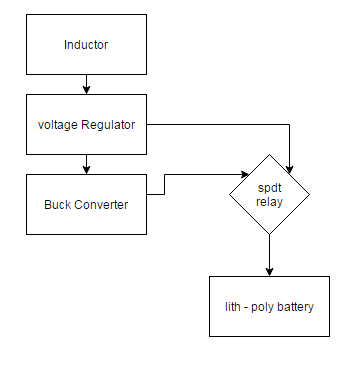 Inductor
voltage Regulator
Buck Converter
spdt
relay
lith - poly battery